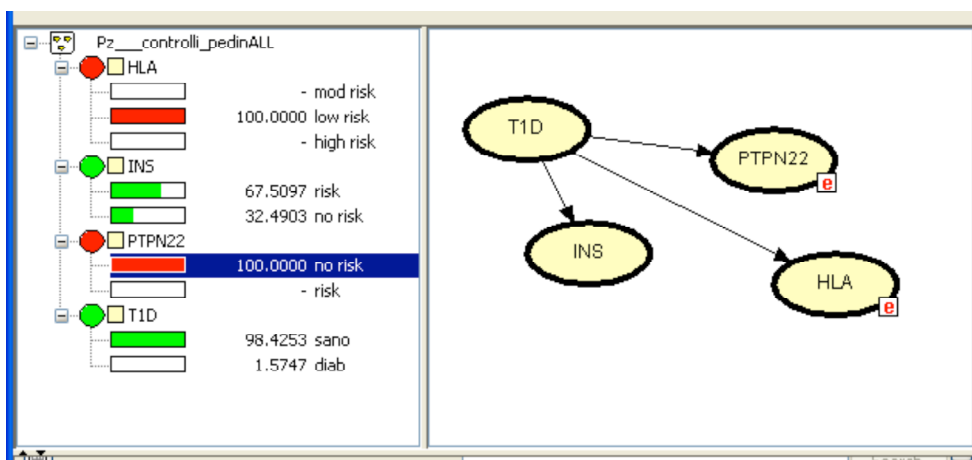 Pz___controlli_pedinALL
HLA
- mod risk
100.0000 low risk
- high risk
INS
67.5097 risk
32.4903 no risk
PTPN22
100.0000 no risk
- risk
T1D
98.4253 sano
1.5747 diab
T1D
PTPN22
e
INS
HLA
e